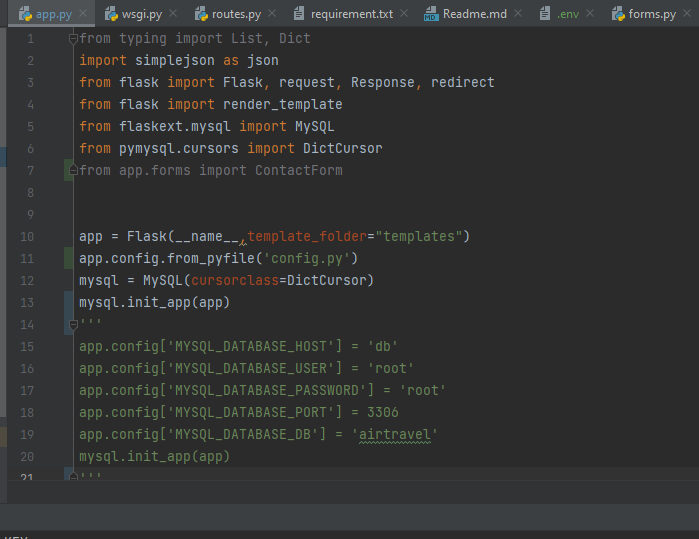 app.py wsgi.py routes.py requirement.txt Readme.md .env forms.py
1 from typing import List, Dict
2 import simplejson as json
3 from flask import Flask, request, Response, redirect
4 from flask import render_template
5 from flaskext.mysql import MySQL
6 from pymysql.cursors import DictCursor
7 from app.forms import ContactForm
8
9
10 app = Flask(__name__,template_folder="templates")
11 app.config.from_pyfile('config.py')
12 mysql = MySQL(cursorclass=DictCursor)
13 mysql.init_app(app)
14 '''
15 app.config['MYSQL_DATABASE_HOST'] = 'db'
16 app.config['MYSQL_DATABASE_USER'] = 'root'
17 app.config['MYSQL_DATABASE_PASSWORD'] = 'root'
18 app.config['MYSQL_DATABASE_PORT'] = 3306
19 app.config['MYSQL_DATABASE_DB'] = 'airtravel'
20 mysql.init_app(app)
21 '''